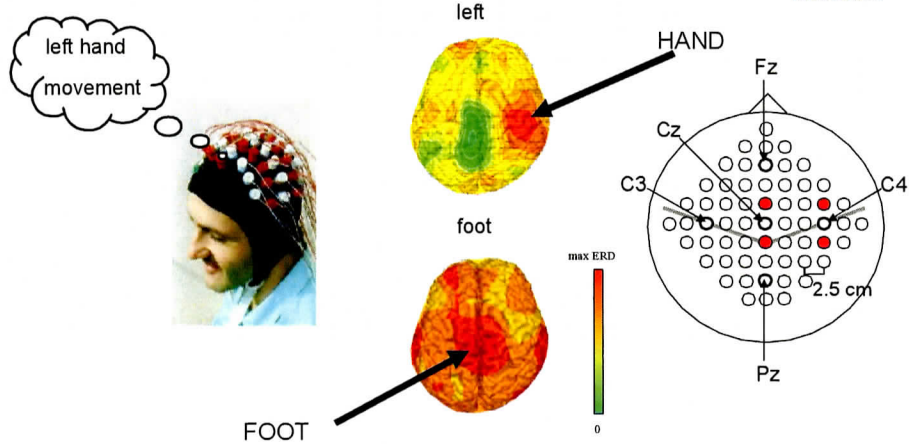 left hand
movement
left
HAND
Fz
Cz
C3
C4
foot
max ERD
2.5 cm
Pz
FOOT
0